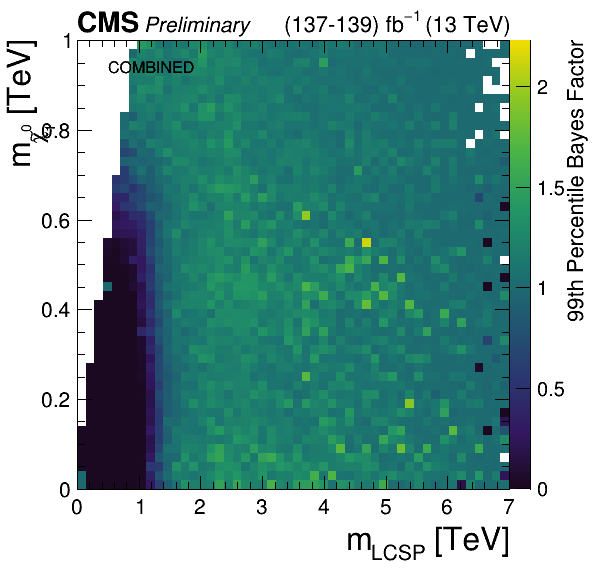 CMS Preliminary (137-139) fb⁻¹ (13 TeV)
COMBINED
m_χ̃₁⁰ [TeV]
1
0.8
0.6
0.4
0.2
0
0 1 2 3 4 5 6 7
m_LCSP [TeV]
2
1.5
1
0.5
0
99th Percentile Bayes Factor